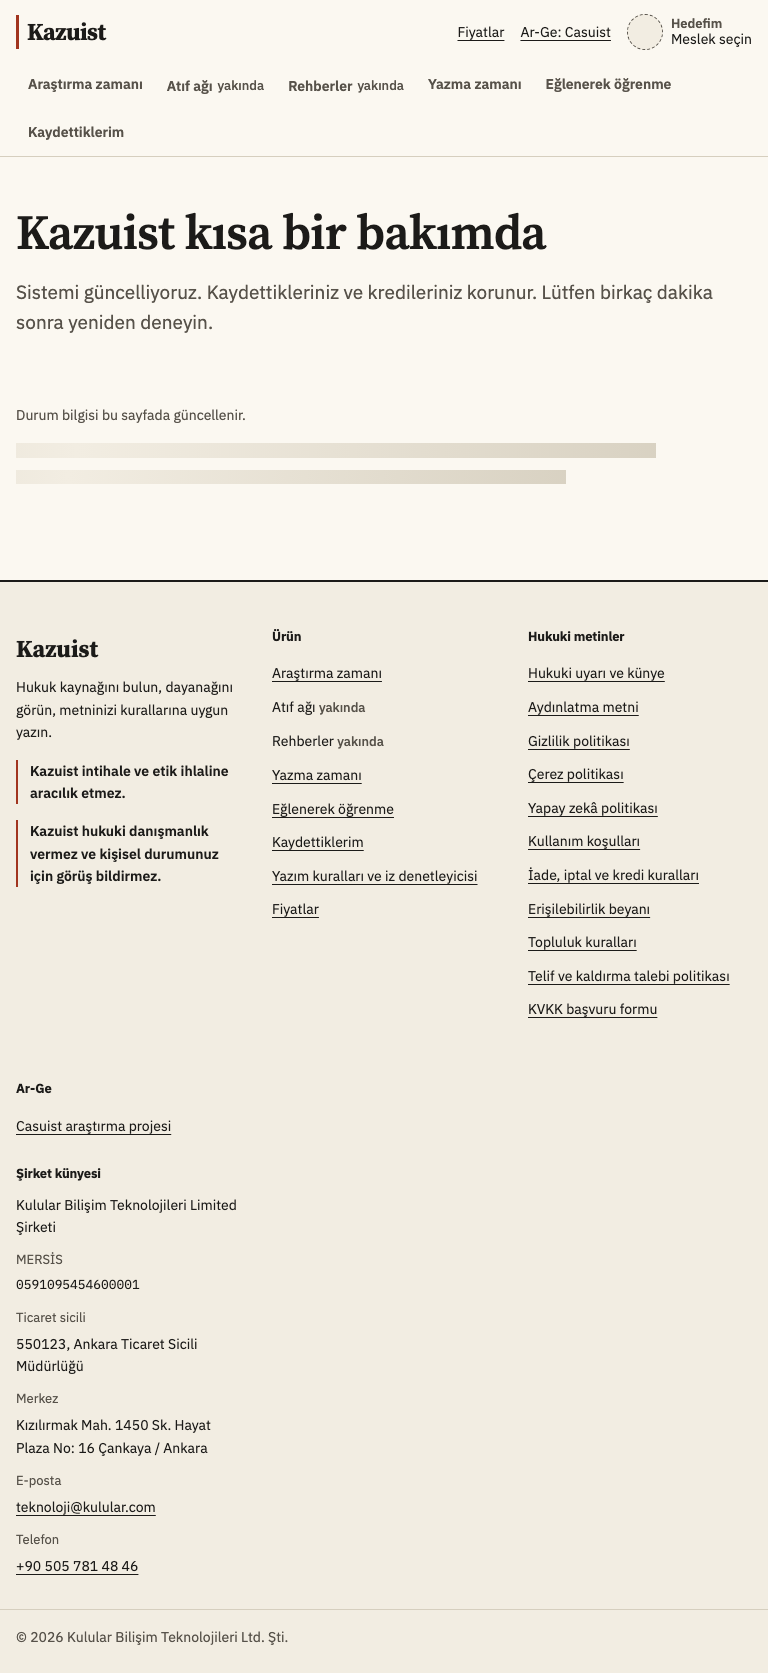 Kazuist
Fiyatlar
Ar-Ge: Casuist
Hedefim
Meslek seçin
Araştırma zamanı
Atıf ağı yakında
Rehberler yakında
Yazma zamanı
Eğlenerek öğrenme
Kaydettiklerim
Kazuist kısa bir bakımda
Sistemi güncelliyoruz. Kaydettikleriniz ve kredileriniz korunur. Lütfen birkaç dakika
sonra yeniden deneyin.
Durum bilgisi bu sayfada güncellenir.
Kazuist
Hukuk kaynağını bulun, dayanağını
görün, metninizi kurallarına uygun
yazın.
Kazuist intihale ve etik ihlaline
aracılık etmez.
Kazuist hukuki danışmanlık
vermez ve kişisel durumunuz
için görüş bildirmez.
Ürün
Araştırma zamanı
Atıf ağı yakında
Rehberler yakında
Yazma zamanı
Eğlenerek öğrenme
Kaydettiklerim
Yazım kuralları ve iz denetleyicisi
Fiyatlar
Hukuki metinler
Hukuki uyarı ve künye
Aydınlatma metni
Gizlilik politikası
Çerez politikası
Yapay zekâ politikası
Kullanım koşulları
İade, iptal ve kredi kuralları
Erişilebilirlik beyanı
Topluluk kuralları
Telif ve kaldırma talebi politikası
KVKK başvuru formu
Ar-Ge
Casuist araştırma projesi
Şirket künyesi
Kulular Bilişim Teknolojileri Limited
Şirketi
MERSİS
0591095454600001
Ticaret sicili
550123, Ankara Ticaret Sicili
Müdürlüğü
Merkez
Kızılırmak Mah. 1450 Sk. Hayat
Plaza No: 16 Çankaya / Ankara
E-posta
teknoloji@kulular.com
Telefon
+90 505 781 48 46
© 2026 Kulular Bilişim Teknolojileri Ltd. Şti.